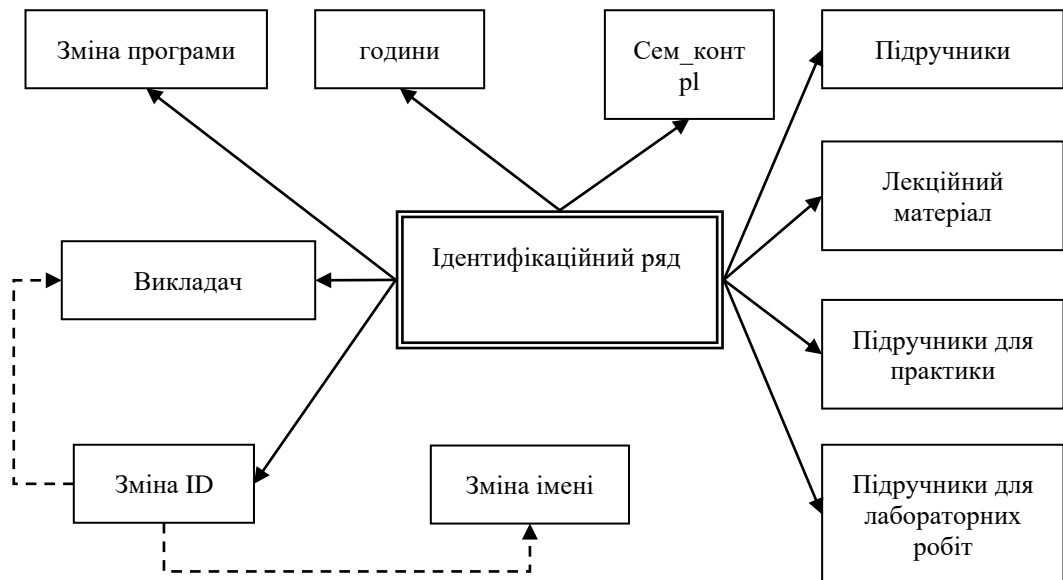 Зміна програми
години
Сем_конт
рl
Підручники
Лекційний
матеріал
Ідентифікаційний ряд
Викладач
Підручники для
практики
Зміна ID
Зміна імені
Підручники для
лабораторних
робіт